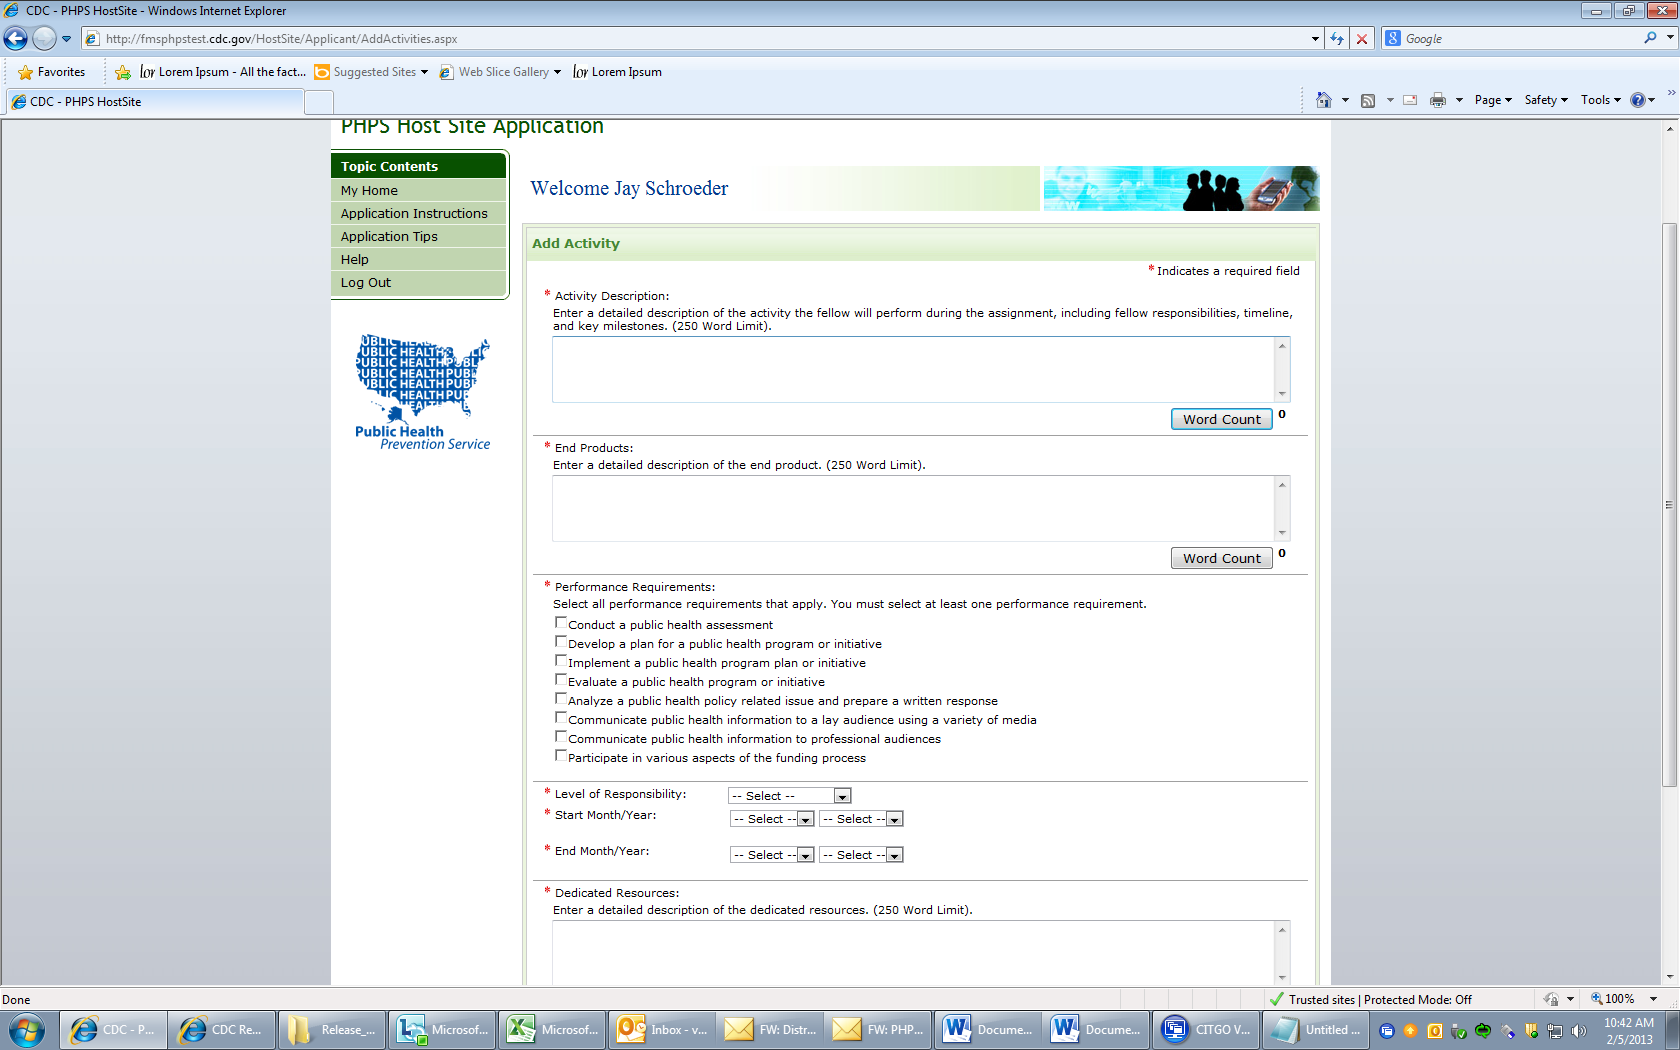 CDC - PHPS HostSite - Windows Internet Explorer
http://fmsphpstest.cdc.gov/HostSite/Applicant/AddActivities.aspx
Google
Favorites
Lorem Ipsum - All the fact...
Suggested Sites
Web Slice Gallery
Lorem Ipsum
CDC - PHPS HostSite
Page
Safety
Tools
PHPS Host Site Application
Topic Contents
My Home
Application Instructions
Application Tips
Help
Log Out
Public Health
Prevention Service
Welcome Jay Schroeder
Add Activity
* Indicates a required field
* Activity Description:
Enter a detailed description of the activity the fellow will perform during the assignment, including fellow responsibilities, timeline,
and key milestones. (250 Word Limit).
Word Count 0
* End Products:
Enter a detailed description of the end product. (250 Word Limit).
Word Count 0
* Performance Requirements:
Select all performance requirements that apply. You must select at least one performance requirement.
Conduct a public health assessment
Develop a plan for a public health program or initiative
Implement a public health program plan or initiative
Evaluate a public health program or initiative
Analyze a public health policy related issue and prepare a written response
Communicate public health information to a lay audience using a variety of media
Communicate public health information to professional audiences
Participate in various aspects of the funding process
* Level of Responsibility: -- Select --
* Start Month/Year: -- Select -- -- Select --
* End Month/Year: -- Select -- -- Select --
* Dedicated Resources:
Enter a detailed description of the dedicated resources. (250 Word Limit).
Done
Trusted sites | Protected Mode: Off
100%
CDC - P...
CDC Re...
Release_...
Microsof...
Microsof...
Inbox - v...
FW: Distr...
FW: PHP...
Docume...
Docume...
CITGO V...
Untitled ...
10:42 AM
2/5/2013